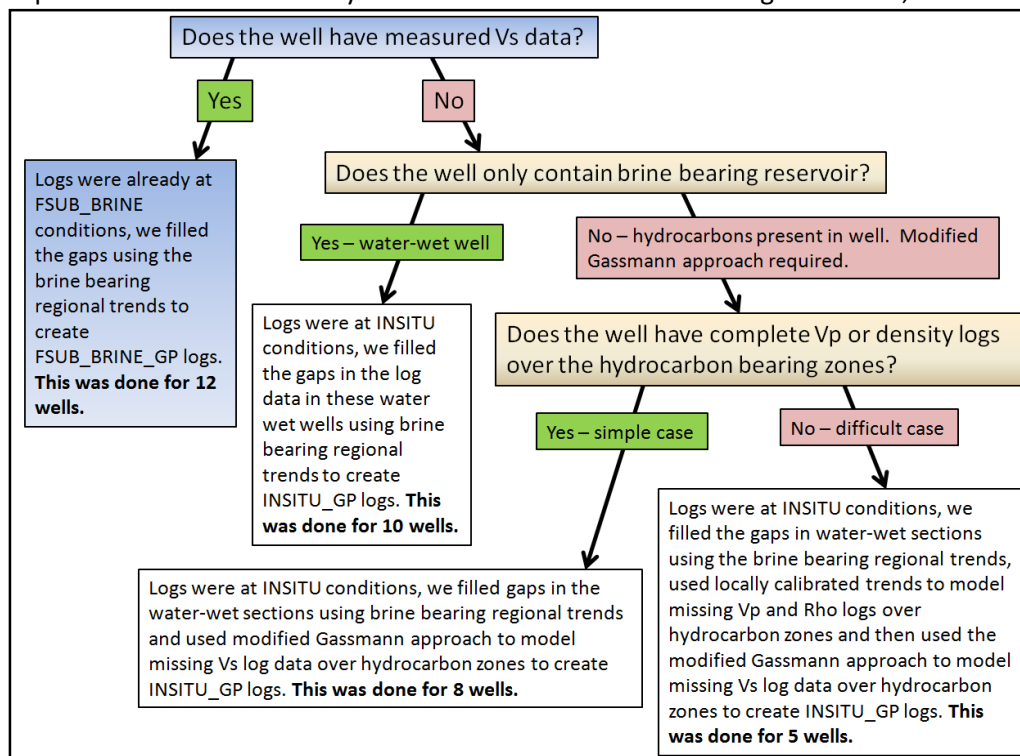 Does the well have measured Vs data?
Yes
No
Logs were already at
FSUB_BRINE
conditions, we filled
the gaps using the
brine bearing
regional trends to
create
FSUB_BRINE_GP logs.
This was done for 12
wells.
Does the well only contain brine bearing reservoir?
Yes – water-wet well
No – hydrocarbons present in well. Modified
Gassmann approach required.
Logs were at INSITU
conditions, we filled
the gaps in the log
data in these water
wet wells using brine
bearing regional
trends to create
INSITU_GP logs. This
was done for 10 wells.
Does the well have complete Vp or density logs
over the hydrocarbon bearing zones?
Yes – simple case
No – difficult case
Logs were at INSITU conditions, we filled gaps in the
water-wet sections using brine bearing regional trends
and used modified Gassmann approach to model
missing Vs log data over hydrocarbon zones to create
INSITU_GP logs. This was done for 8 wells.
Logs were at INSITU conditions, we
filled the gaps in water-wet sections
using the brine bearing regional trends,
used locally calibrated trends to model
missing Vp and Rho logs over
hydrocarbon zones and then used the
modified Gassmann approach to model
missing Vs log data over hydrocarbon
zones to create INSITU_GP logs. This
was done for 5 wells.